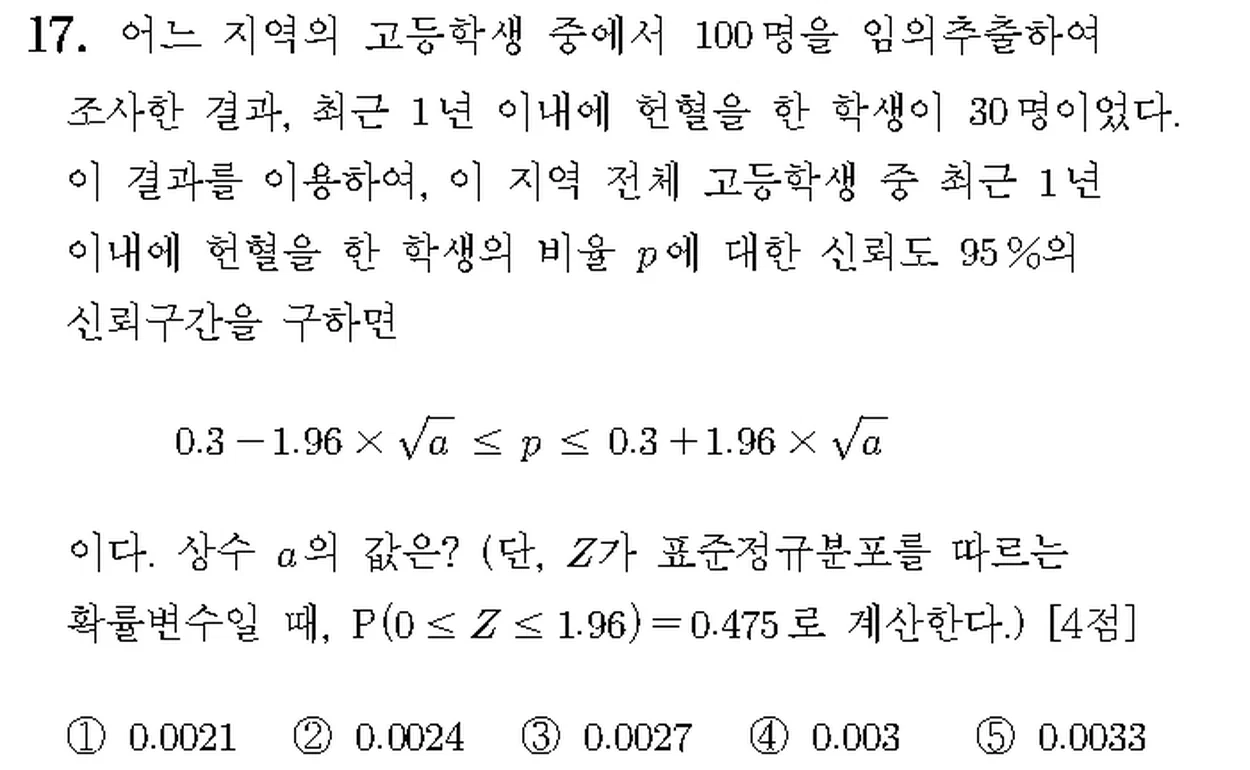 17. 어느 지역의 고등학생 중에서 100명을 임의추출하여
조사한 결과, 최근 1년 이내에 헌혈을 한 학생이 30명이었다.
이 결과를 이용하여, 이 지역 전체 고등학생 중 최근 1년
이내에 헌혈을 한 학생의 비율 p에 대한 신뢰도 95%의
신뢰구간을 구하면
0.3 − 1.96 × √a ≤ p ≤ 0.3 + 1.96 × √a
이다. 상수 a의 값은? (단, Z가 표준정규분포를 따르는
확률변수일 때, P(0 ≤ Z ≤ 1.96) = 0.475로 계산한다.) [4점]
① 0.0021 ② 0.0024 ③ 0.0027 ④ 0.003 ⑤ 0.0033